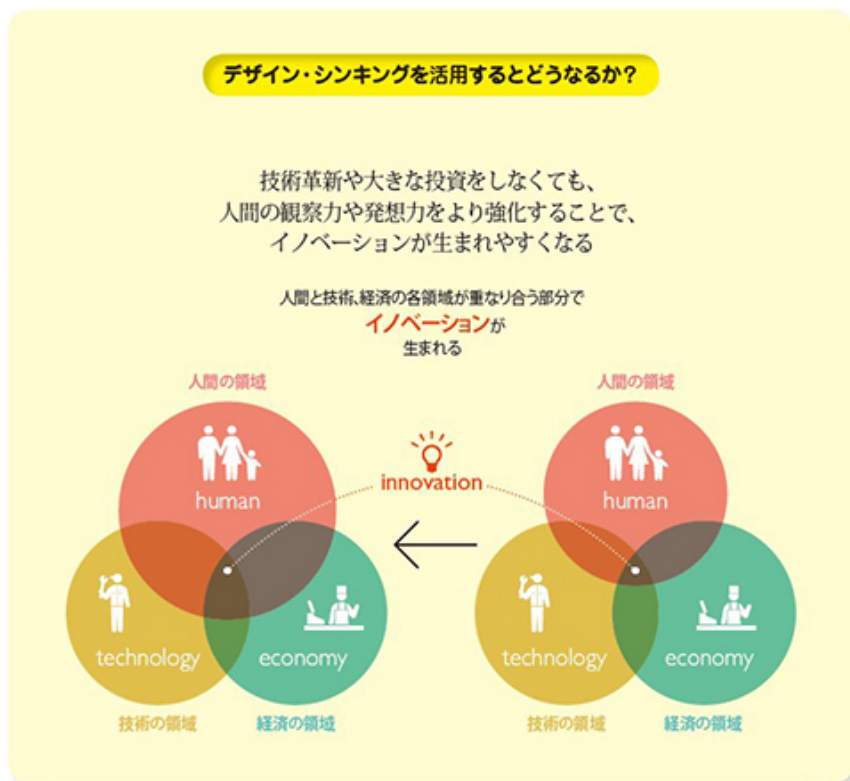 デザイン・シンキングを活用するとどうなるか？
技術革新や大きな投資をしなくても、
人間の観察力や発想力をより強化することで、
イノベーションが生まれやすくなる
人間と技術、経済の各領域が重なり合う部分で
イノベーションが
生まれる
人間の領域
human
technology
economy
技術の領域
経済の領域
innovation
人間の領域
human
technology
economy
技術の領域
経済の領域